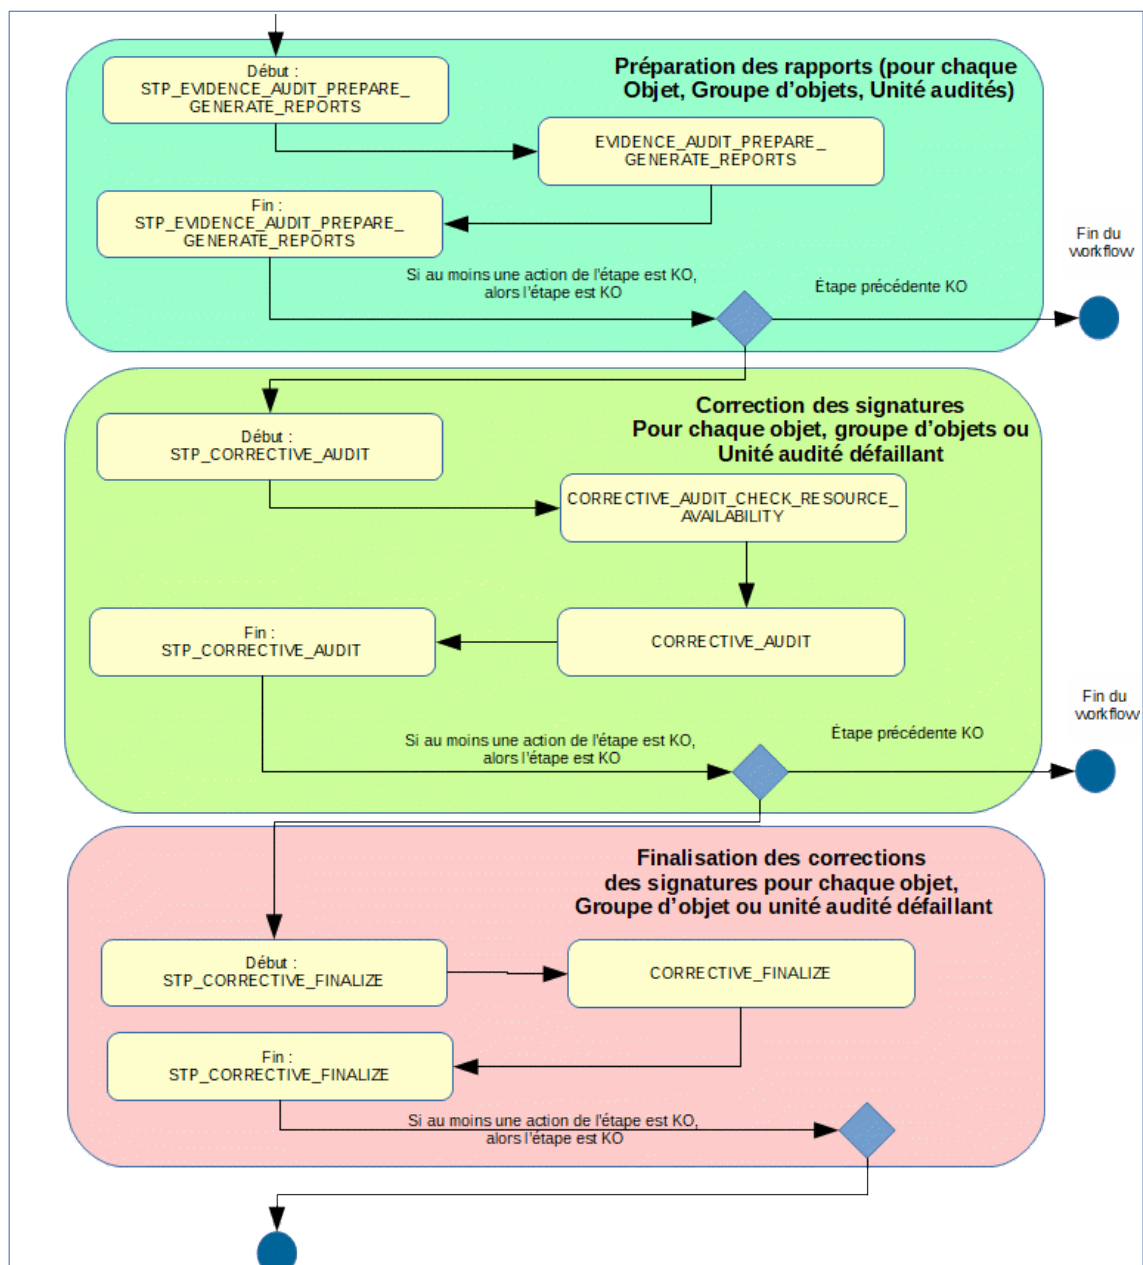 Préparation des rapports (pour chaque
Objet, Groupe d'objets, Unité audités)
Début :
STP_EVIDENCE_AUDIT_PREPARE_
GENERATE_REPORTS
EVIDENCE_AUDIT_PREPARE_
GENERATE_REPORTS
Fin :
STP_EVIDENCE_AUDIT_PREPARE_
GENERATE_REPORTS
Si au moins une action de l'étape est KO,
alors l'étape est KO
Étape précédente KO
Fin du
workflow
Correction des signatures
Pour chaque objet, groupe d'objets ou
Unité audité défaillant
Début :
STP_CORRECTIVE_AUDIT
CORRECTIVE_AUDIT_CHECK_RESOURCE_
AVAILABILITY
CORRECTIVE_AUDIT
Fin :
STP_CORRECTIVE_AUDIT
Si au moins une action de l'étape est KO,
alors l'étape est KO
Étape précédente KO
Fin du
workflow
Finalisation des corrections
des signatures pour chaque objet,
Groupe d'objet ou unité audité défaillant
Début :
STP_CORRECTIVE_FINALIZE
CORRECTIVE_FINALIZE
Fin :
STP_CORRECTIVE_FINALIZE
Si au moins une action de l'étape est KO,
alors l'étape est KO